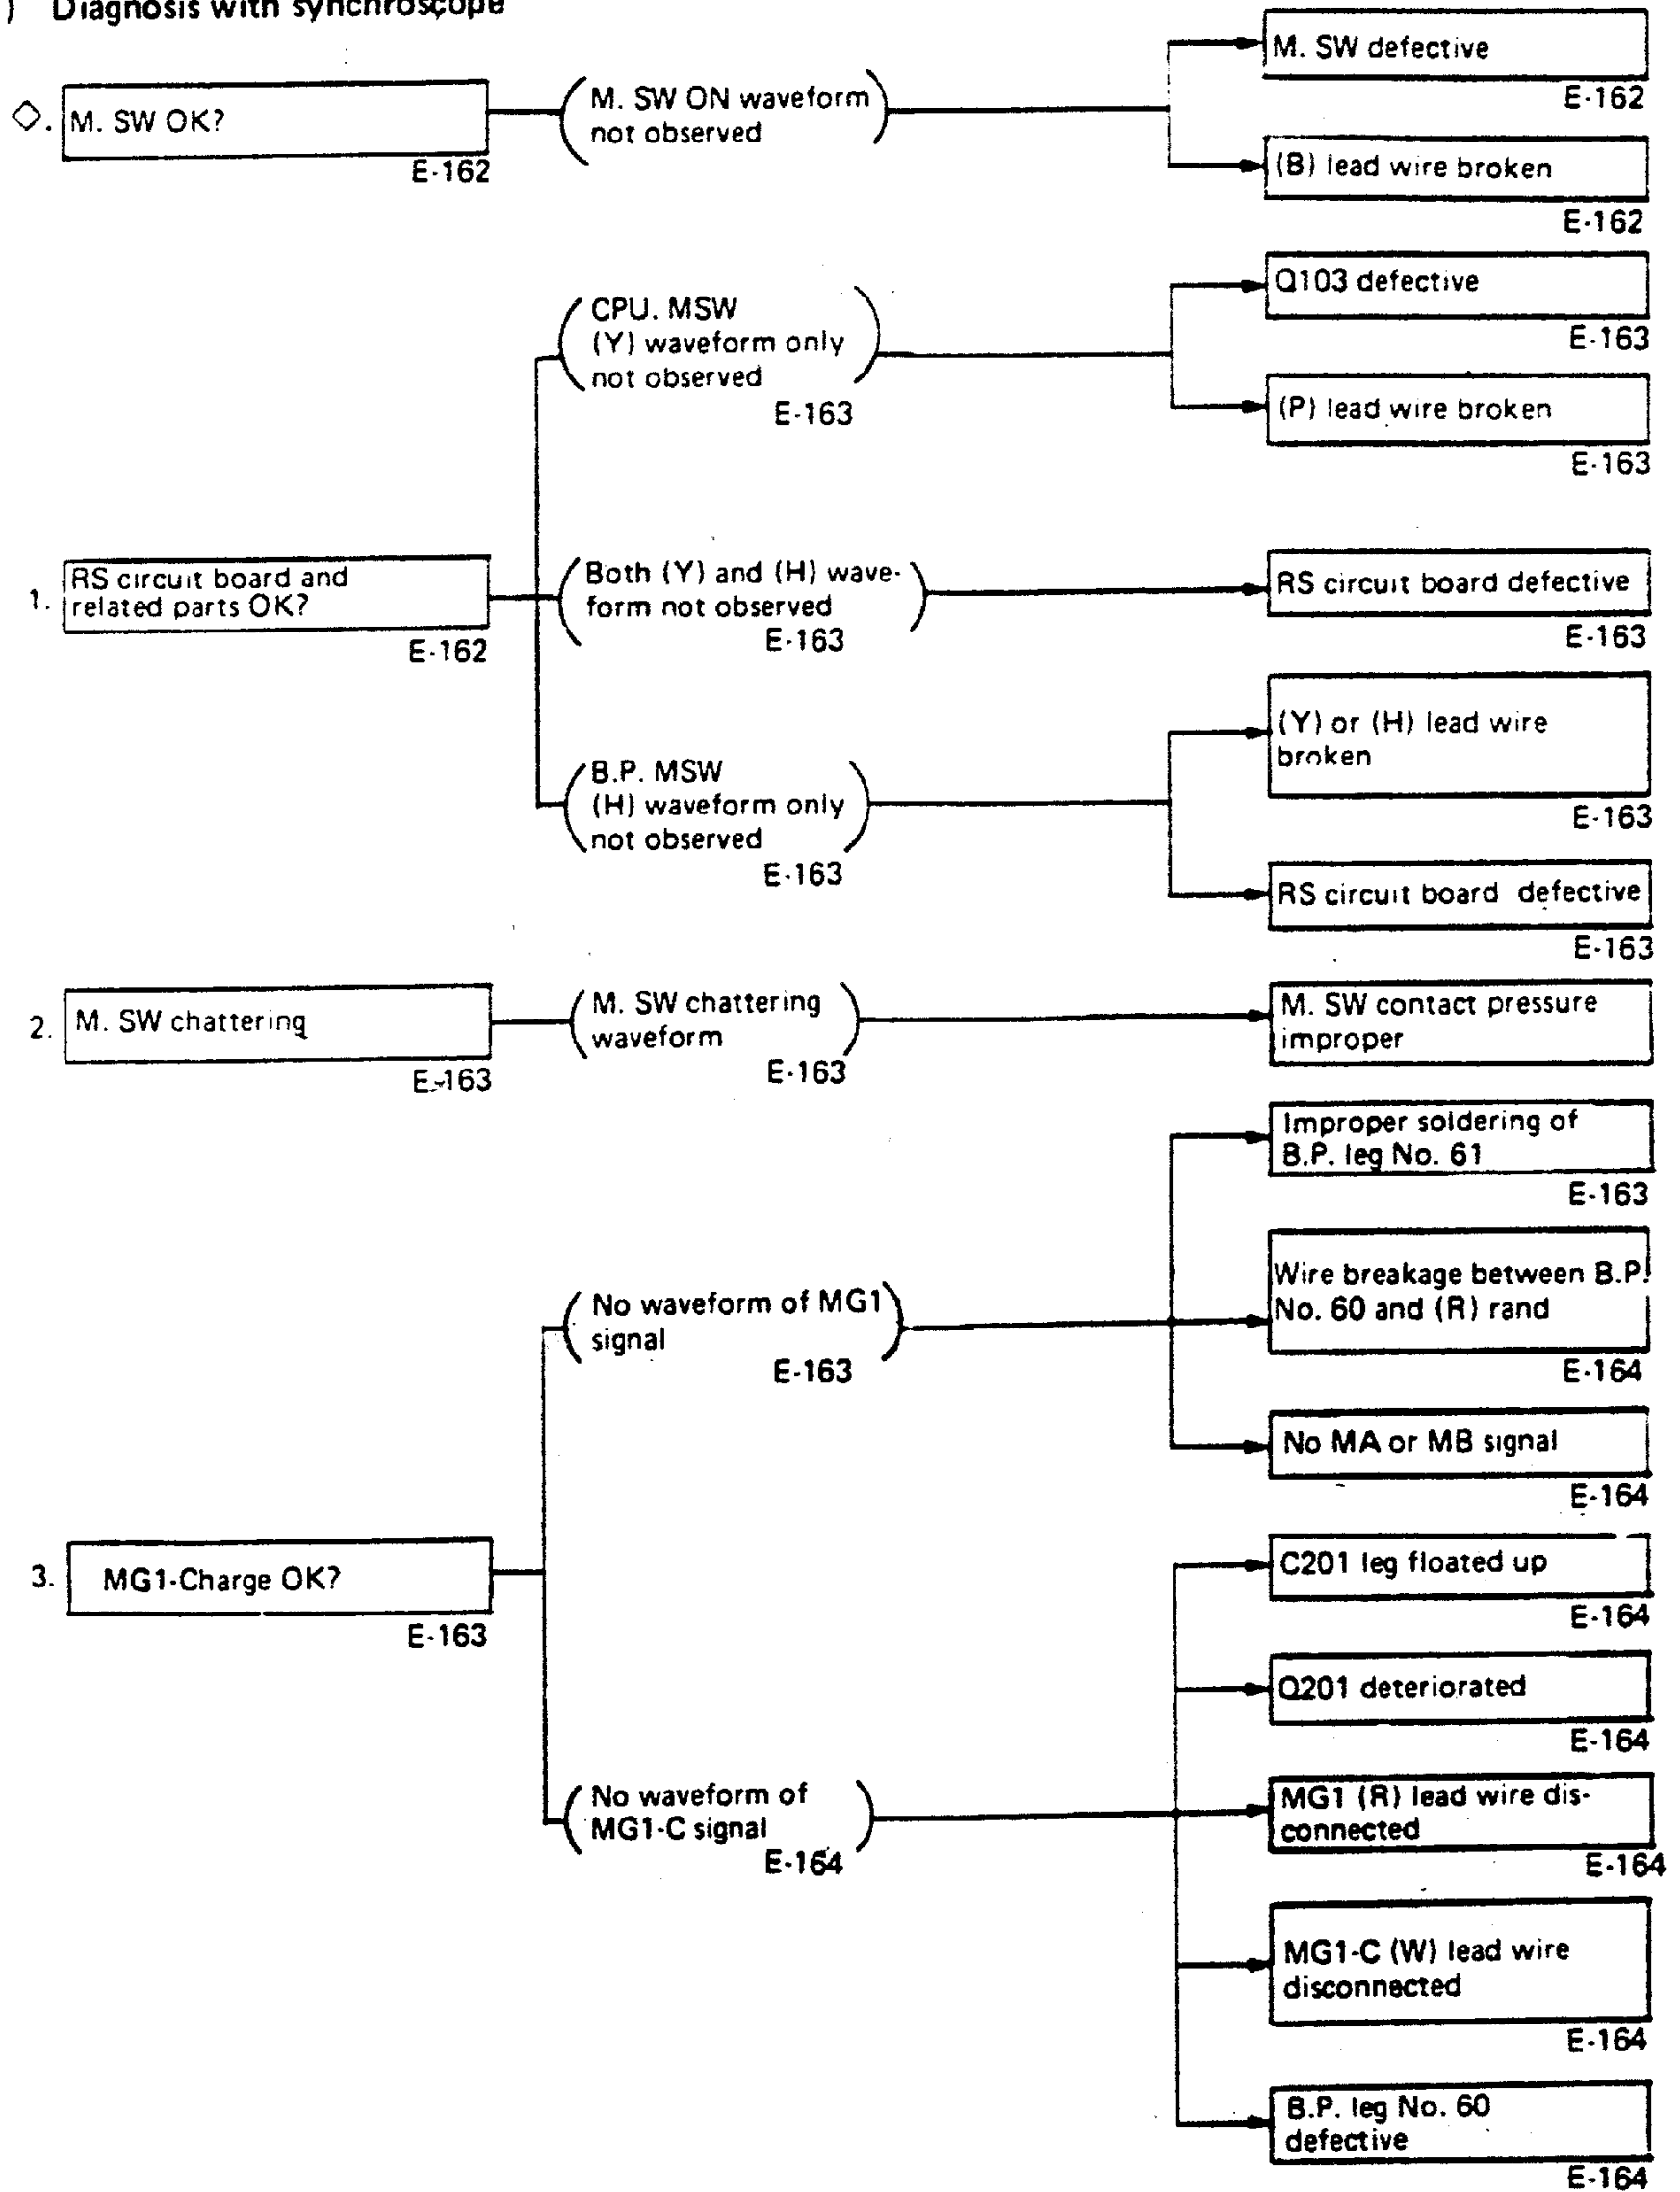 ) Diagnosis with synchroscope
◇. M. SW OK?
E-162
M. SW ON waveform
not observed
M. SW defective
E-162
(B) lead wire broken
E-162
1. RS circuit board and
related parts OK?
E-162
CPU. MSW
(Y) waveform only
not observed
E-163
Q103 defective
E-163
(P) lead wire broken
E-163
Both (Y) and (H) wave-
form not observed
E-163
RS circuit board defective
E-163
B.P. MSW
(H) waveform only
not observed
E-163
(Y) or (H) lead wire
broken
E-163
RS circuit board defective
E-163
2. M. SW chattering
E-163
M. SW chattering
waveform
E-163
M. SW contact pressure
improper
3. MG1-Charge OK?
E-163
No waveform of MG1
signal
E-163
Improper soldering of
B.P. leg No. 61
E-163
Wire breakage between B.P.
No. 60 and (R) rand
E-164
No MA or MB signal
E-164
No waveform of
MG1-C signal
E-164
C201 leg floated up
E-164
Q201 deteriorated
E-164
MG1 (R) lead wire dis-
connected
E-164
MG1-C (W) lead wire
disconnected
E-164
B.P. leg No. 60
defective
E-164